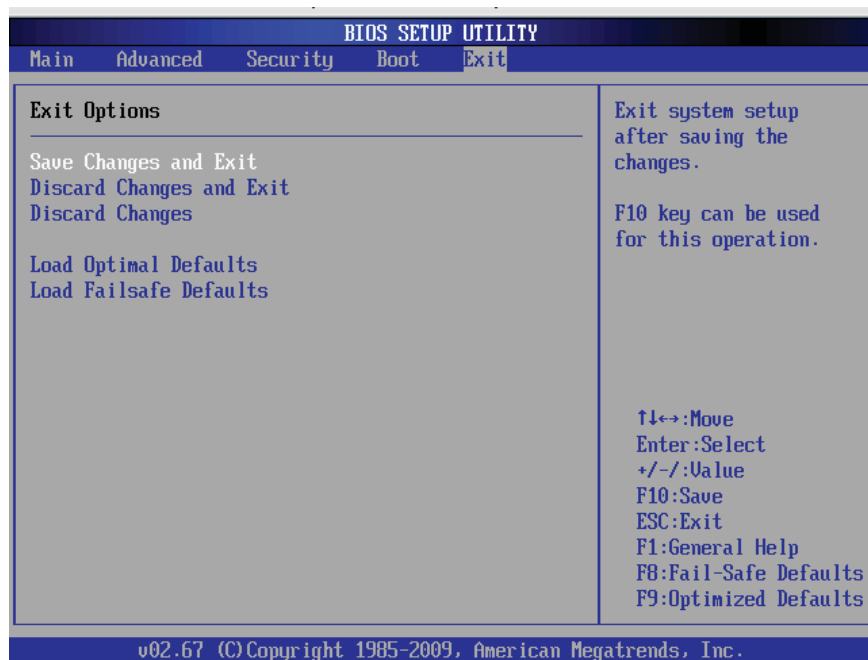 BIOS SETUP UTILITY
Main Advanced Security Boot Exit
Exit Options
Save Changes and Exit
Discard Changes and Exit
Discard Changes
Load Optimal Defaults
Load Failsafe Defaults
Exit system setup
after saving the
changes.
F10 key can be used
for this operation.
↑↓←→:Move
Enter:Select
+/-/:Value
F10:Save
ESC:Exit
F1:General Help
F8:Fail-Safe Defaults
F9:Optimized Defaults
v02.67 (C)Copyright 1985-2009, American Megatrends, Inc.